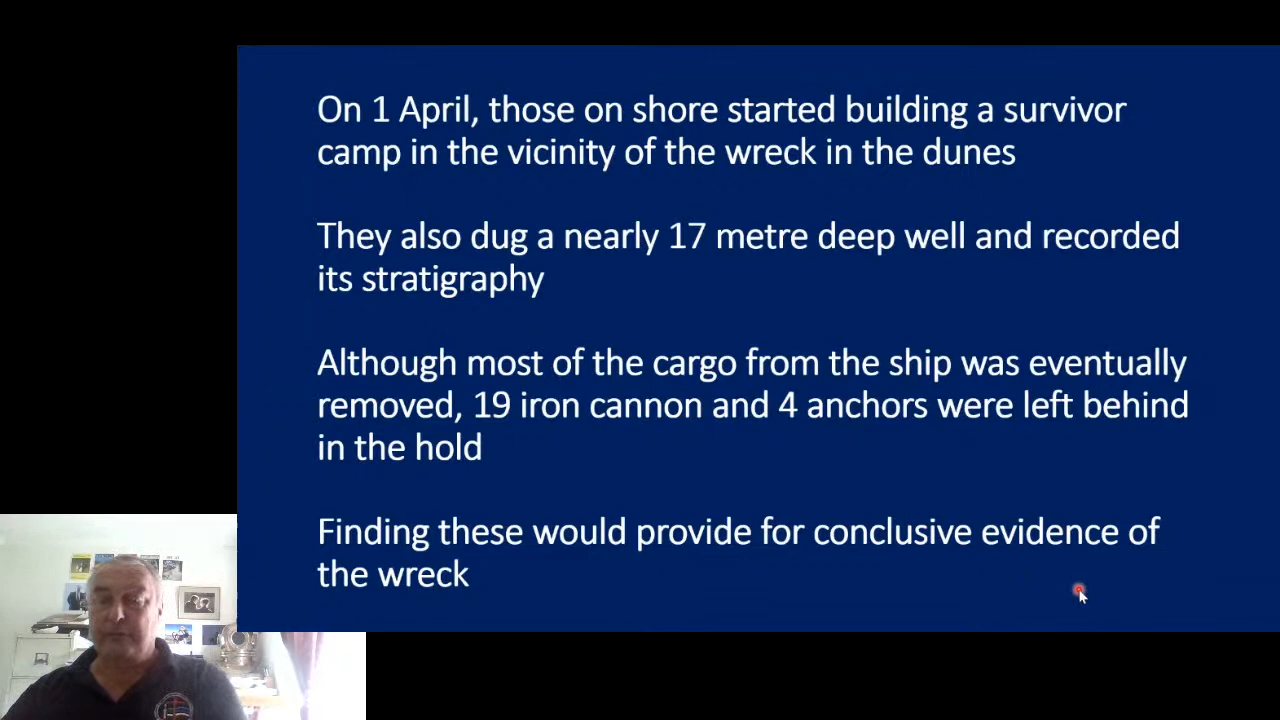 On 1 April, those on shore started building a survivor
camp in the vicinity of the wreck in the dunes
They also dug a nearly 17 metre deep well and recorded
its stratigraphy
Although most of the cargo from the ship was eventually
removed, 19 iron cannon and 4 anchors were left behind
in the hold
Finding these would provide for conclusive evidence of
the wreck